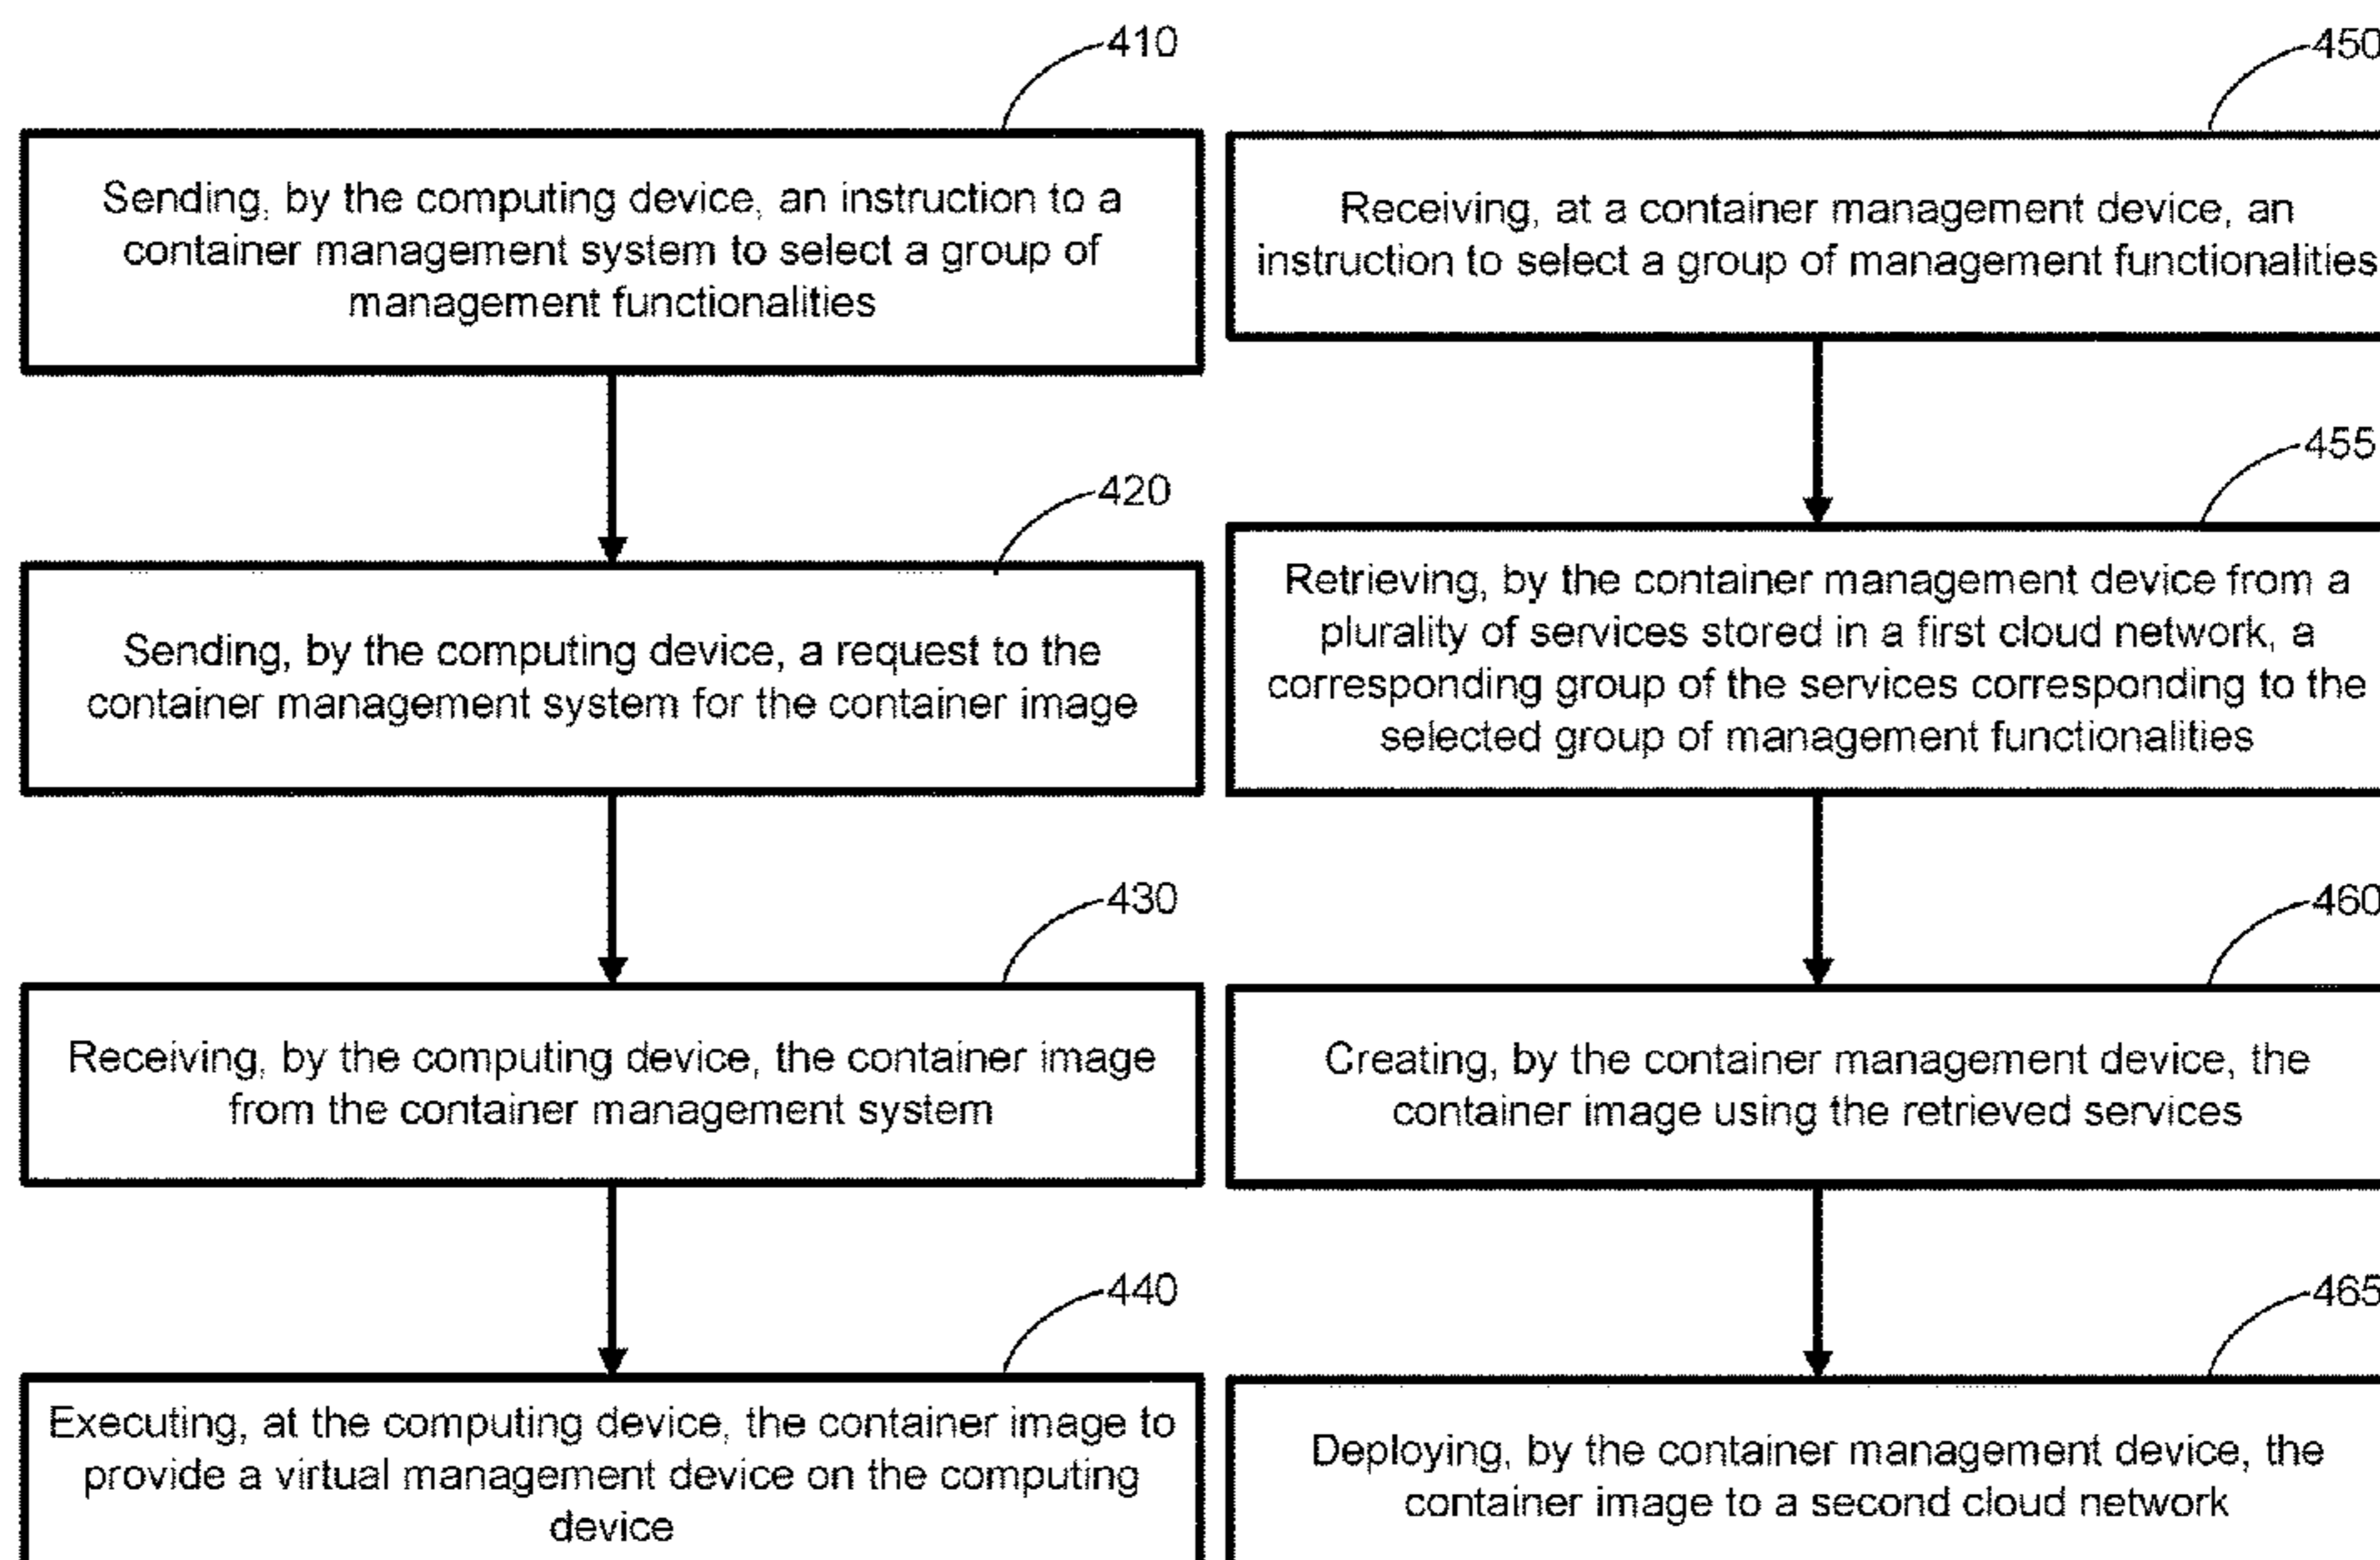 410
Sending, by the computing device, an instruction to a
container management system to select a group of
management functionalities
420
Sending, by the computing device, a request to the
container management system for the container image
430
Receiving, by the computing device, the container image
from the container management system
440
Executing, at the computing device, the container image to
provide a virtual management device on the computing
device
450
Receiving, at a container management device, an
instruction to select a group of management functionalities
455
Retrieving, by the container management device from a
plurality of services stored in a first cloud network, a
corresponding group of the services corresponding to the
selected group of management functionalities
460
Creating, by the container management device, the
container image using the retrieved services
465
Deploying, by the container management device, the
container image to a second cloud network